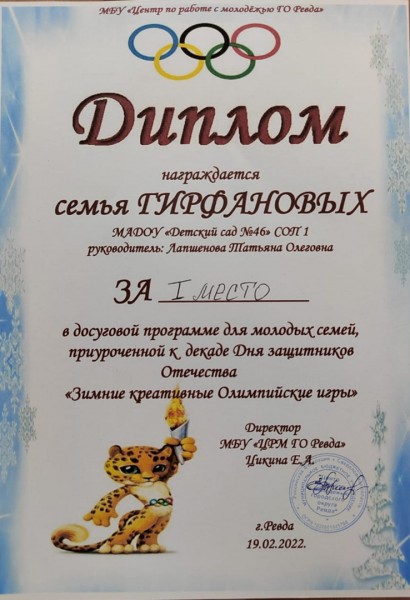 МБУ «Центр по работе с молодёжью ГО Ревда»
Диплом
награждается
семья ГИРФАНОВЫХ
МАДОУ «Детский сад №46» СОП 1
руководитель: Лапшенова Татьяна Олеговна
ЗА I место
в досуговой программе для молодых семей,
приуроченной к декаде Дня защитников
Отечества
«Зимние креативные Олимпийские игры»
Директор
МБУ «ЦРМ ГО Ревда»
Цикина Е.А.
г.Ревда
19.02.2022.